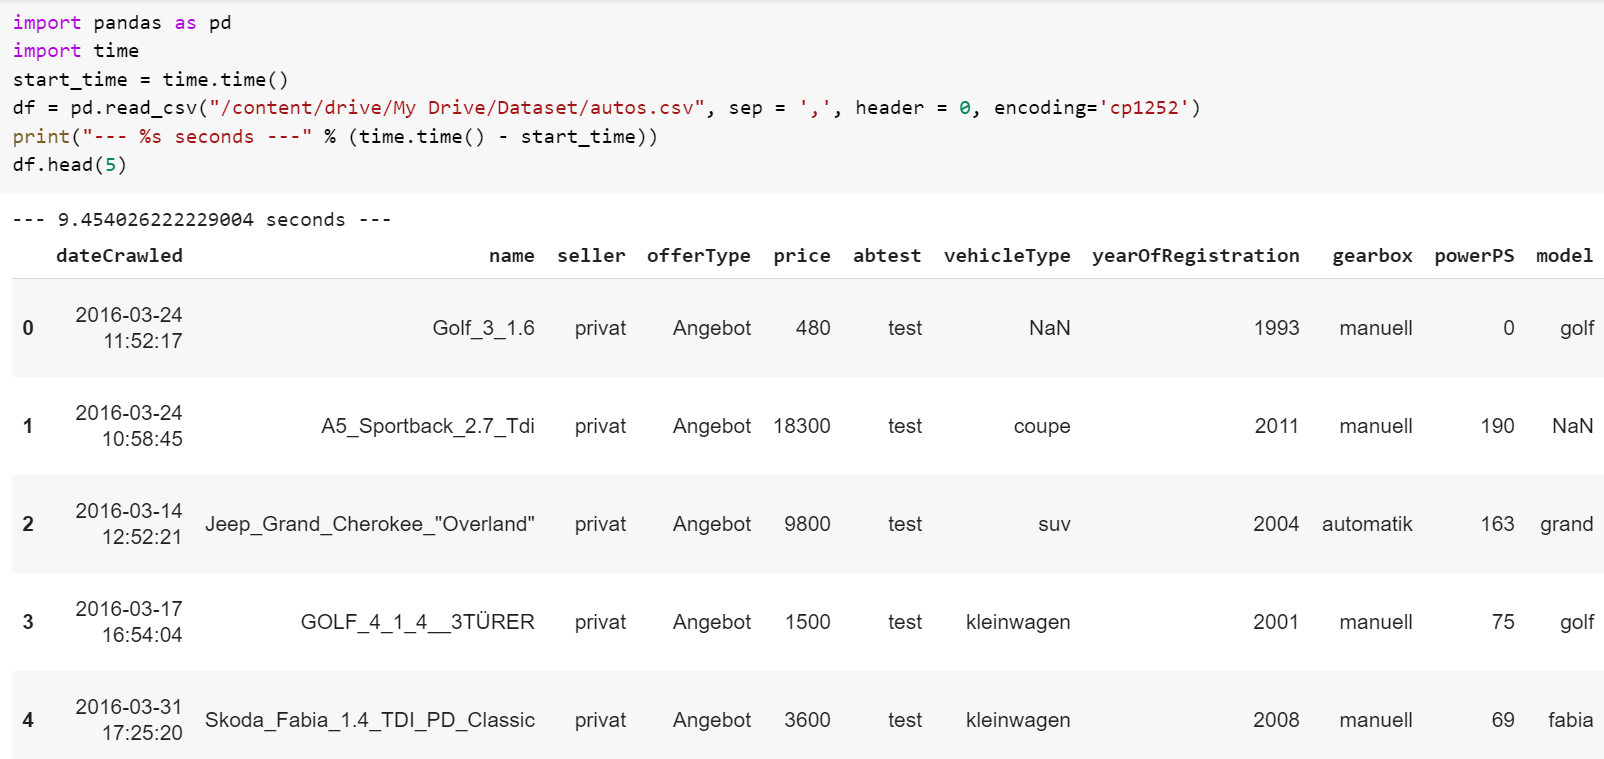 import pandas as pd
import time
start_time = time.time()
df = pd.read_csv("/content/drive/My Drive/Dataset/autos.csv", sep = ',', header = 0, encoding='cp1252')
print("--- %s seconds ---" % (time.time() - start_time))
df.head(5)
--- 9.454026222229004 seconds ---
dateCrawled name seller offerType price abtest vehicleType yearOfRegistration gearbox powerPS model
0 2016-03-24 11:52:17 Golf_3_1.6 privat Angebot 480 test NaN 1993 manuell 0 golf
1 2016-03-24 10:58:45 A5_Sportback_2.7_Tdi privat Angebot 18300 test coupe 2011 manuell 190 NaN
2 2016-03-14 12:52:21 Jeep_Grand_Cherokee_"Overland" privat Angebot 9800 test suv 2004 automatik 163 grand
3 2016-03-17 16:54:04 GOLF_4_1_4__3TÜRER privat Angebot 1500 test kleinwagen 2001 manuell 75 golf
4 2016-03-31 17:25:20 Skoda_Fabia_1.4_TDI_PD_Classic privat Angebot 3600 test kleinwagen 2008 manuell 69 fabia